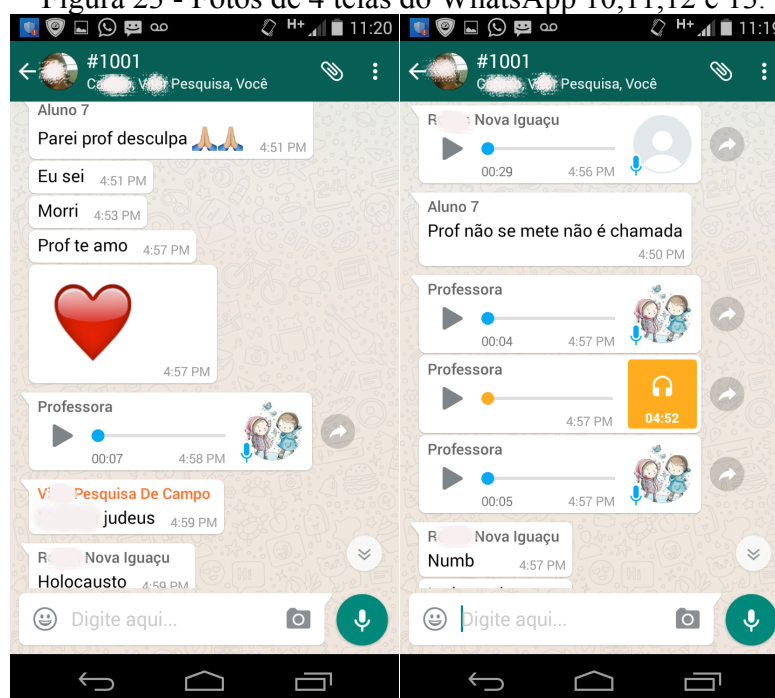 Figura 25 - Fotos de 4 telas do WhatsApp 10,11,12 e 13.
H+ 11:20
#1001
Pesquisa, Você
Aluno 7
Parei prof desculpa 🙏🙏 4:51 PM
Eu sei 4:51 PM
Morri 4:53 PM
Prof te amo 4:57 PM
4:57 PM
Professora
00:07 4:58 PM
Pesquisa De Campo
judeus 4:59 PM
Nova Iguaçu
Holocausto 4:59 PM
Digite aqui...
H+ 11:19
#1001
Pesquisa, Você
Nova Iguaçu
00:29 4:56 PM
Aluno 7
Prof não se mete não é chamada
4:50 PM
Professora
00:04 4:57 PM
Professora
4:57 PM 04:52
Professora
00:05 4:57 PM
Nova Iguaçu
Numb 4:57 PM
Digite aqui...